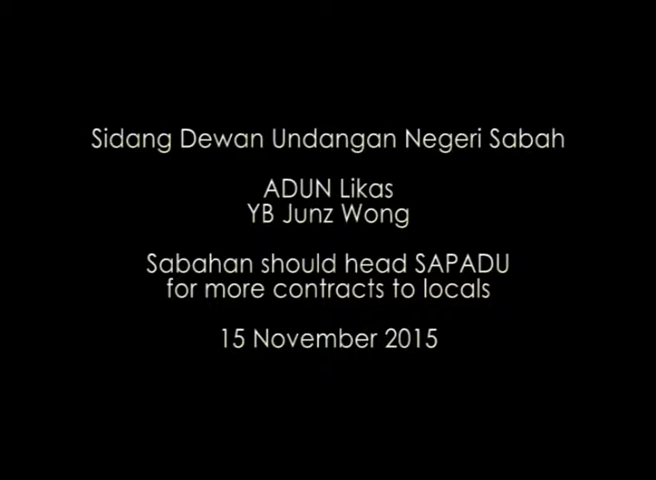 Sidang Dewan Undangan Negeri Sabah
ADUN Likas
YB Junz Wong
Sabahan should head SAPADU
for more contracts to locals
15 November 2015